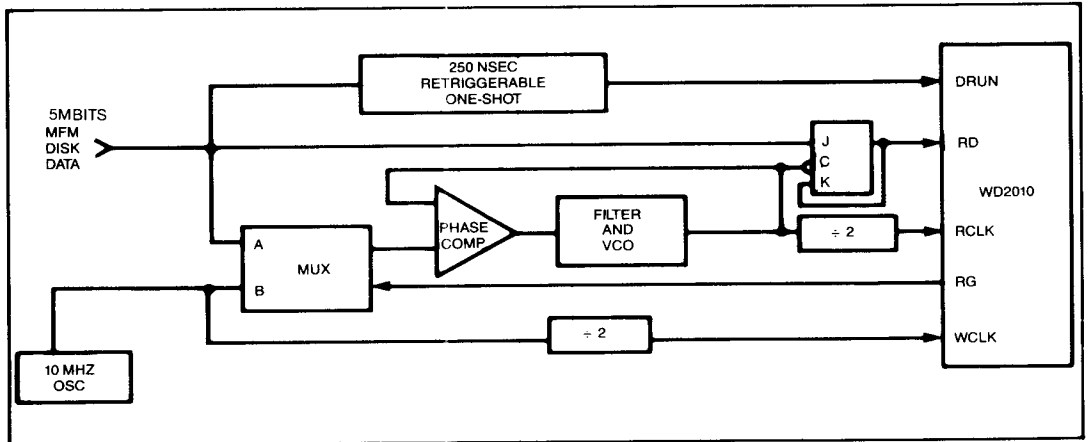 250 NSEC
RETRIGGERABLE
ONE-SHOT
DRUN
5MBITS
MFM
DISK
DATA
J
C
K
RD
WD2010
PHASE
COMP
FILTER
AND
VCO
÷ 2
RCLK
A
MUX
B
RG
÷ 2
WCLK
10 MHZ
OSC